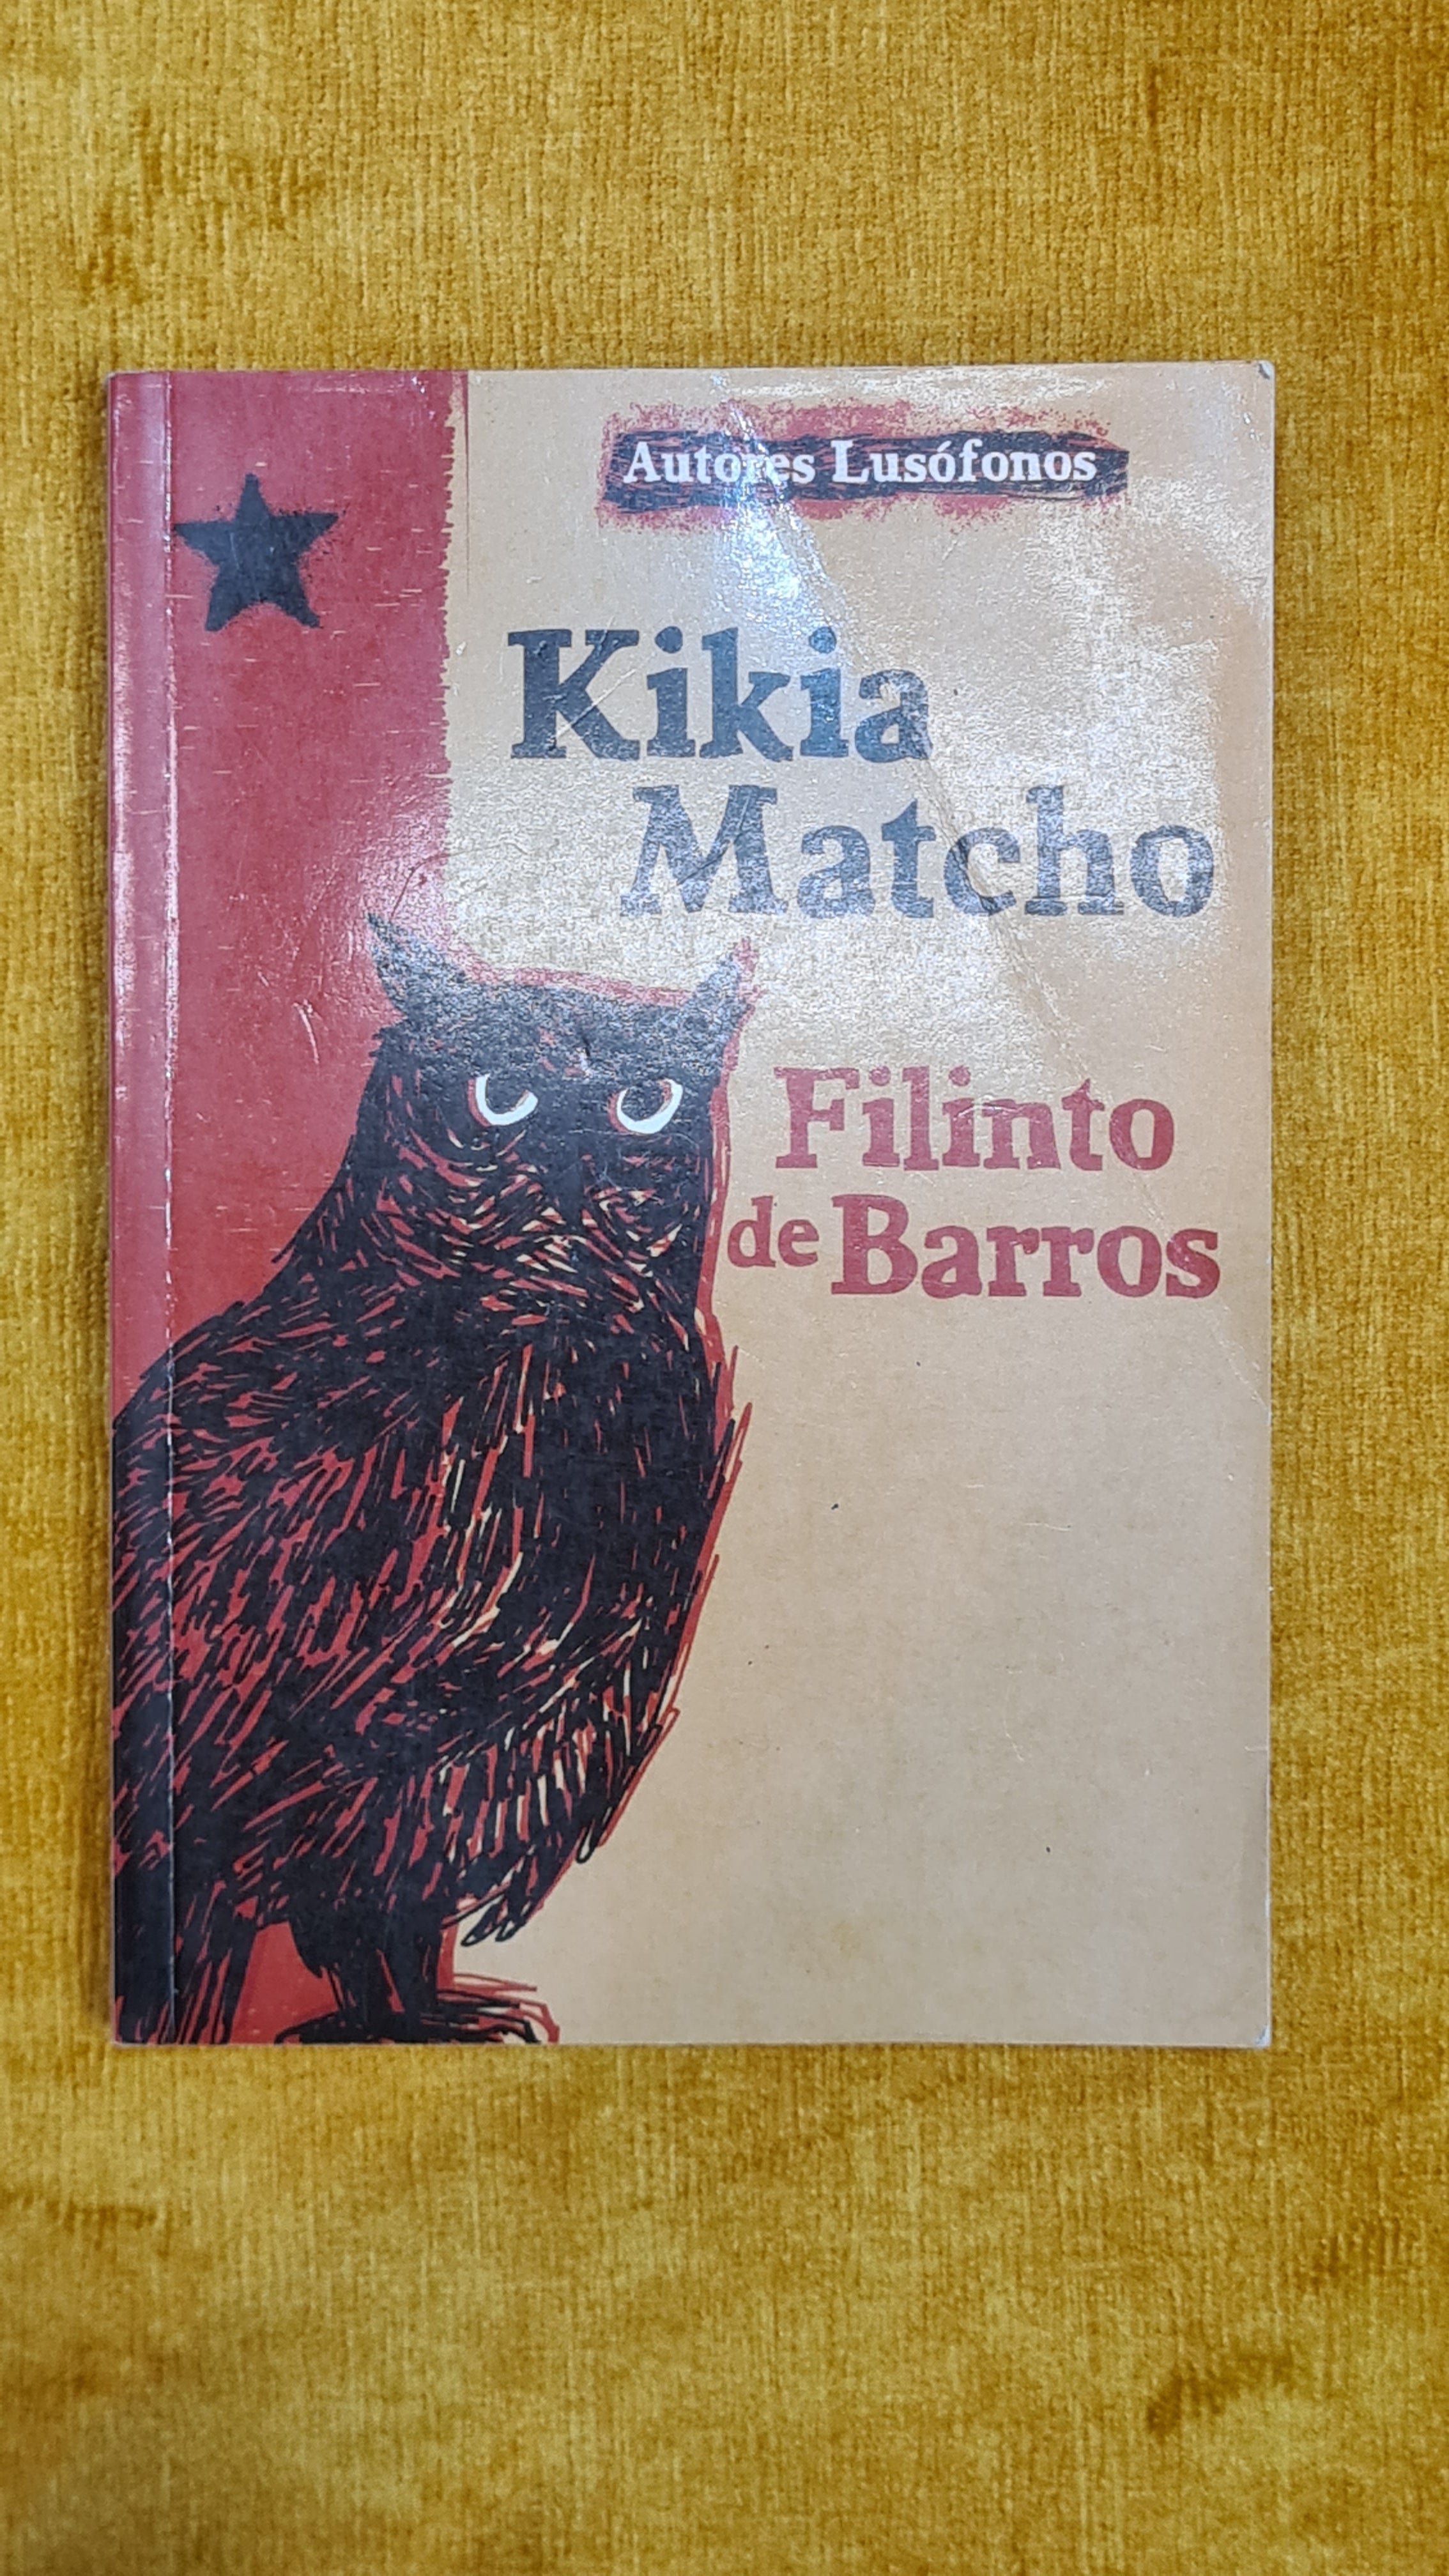 Autores Lusófonos
Kikia
Matcho
Filinto
de Barros